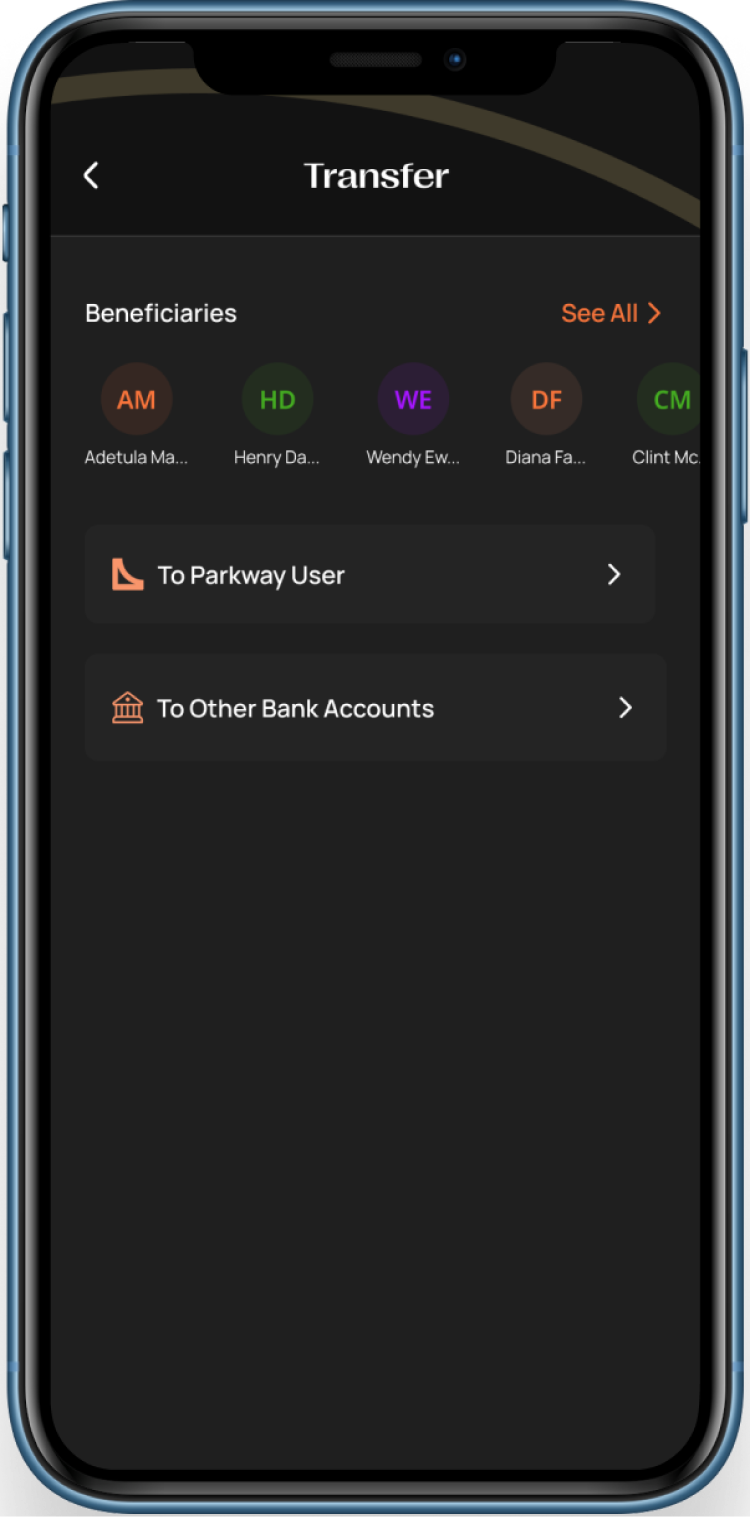 Transfer
Beneficiaries
See All
AM
HD
WE
DF
CM
Adetula Ma...
Henry Da...
Wendy Ew...
Diana Fa...
Clint Mc.
To Parkway User
To Other Bank Accounts